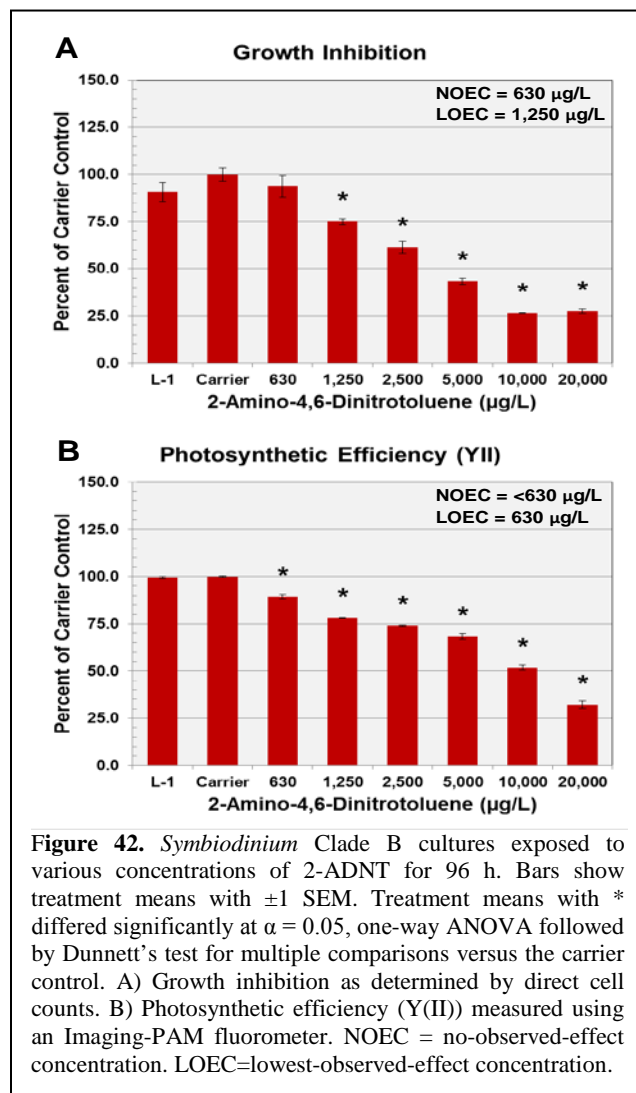 A
Growth Inhibition
150.0
125.0
100.0
75.0
50.0
25.0
0.0
Percent of Carrier Control
NOEC = 630 µg/L
LOEC = 1,250 µg/L
* * * * *
L-1 Carrier 630 1,250 2,500 5,000 10,000 20,000
2-Amino-4,6-Dinitrotoluene (µg/L)
B
Photosynthetic Efficiency (YII)
150.0
125.0
100.0
75.0
50.0
25.0
0.0
Percent of Carrier Control
NOEC = <630 µg/L
LOEC = 630 µg/L
* * * * * *
L-1 Carrier 630 1,250 2,500 5,000 10,000 20,000
2-Amino-4,6-Dinitrotoluene (µg/L)
Figure 42. Symbiodinium Clade B cultures exposed to
various concentrations of 2-ADNT for 96 h. Bars show
treatment means with ±1 SEM. Treatment means with *
differed significantly at α = 0.05, one-way ANOVA followed
by Dunnett's test for multiple comparisons versus the carrier
control. A) Growth inhibition as determined by direct cell
counts. B) Photosynthetic efficiency (Y(II)) measured using
an Imaging-PAM fluorometer. NOEC = no-observed-effect
concentration. LOEC=lowest-observed-effect concentration.